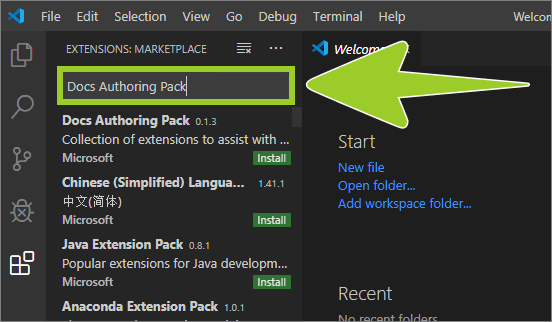 File Edit Selection View Go Debug Terminal Help Welcom
EXTENSIONS: MARKETPLACE
Welcome
Docs Authoring Pack
Docs Authoring Pack 0.1.3
Collection of extensions to assist with ...
Microsoft Install
Chinese (Simplified) Langua... 1.41.1
中文(简体)
Microsoft Install
Java Extension Pack 0.8.1
Popular extensions for Java developm...
Microsoft Install
Anaconda Extension Pack 1.0.1
Start
New file
Open folder...
Add workspace folder...
Recent
No recent folders